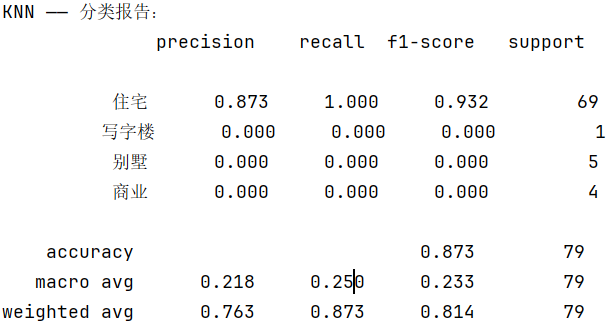 KNN —— 分类报告:
precision recall f1-score support
住宅 0.873 1.000 0.932 69
写字楼 0.000 0.000 0.000 1
别墅 0.000 0.000 0.000 5
商业 0.000 0.000 0.000 4
accuracy 0.873 79
macro avg 0.218 0.250 0.233 79
weighted avg 0.763 0.873 0.814 79